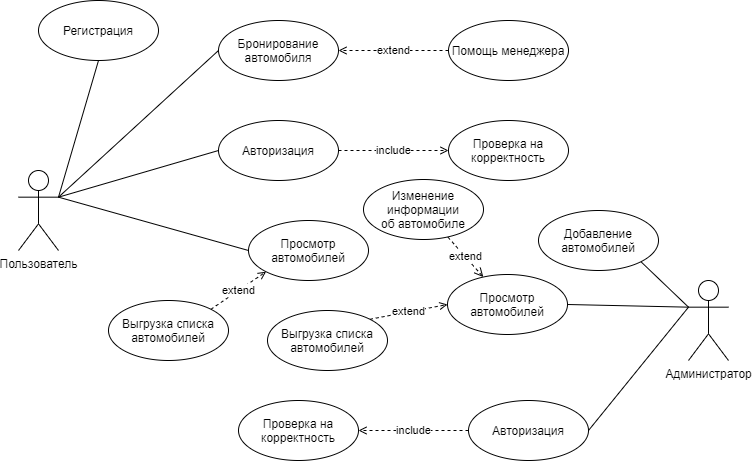 Регистрация
Бронирование
автомобиля
extend
Помощь менеджера
Авторизация
include
Проверка на
корректность
Изменение
информации
об автомобиле
Добавление
автомобилей
Просмотр
автомобилей
extend
Пользователь
extend
Просмотр
автомобилей
Выгрузка списка
автомобилей
extend
Выгрузка списка
автомобилей
Администратор
Проверка на
корректность
include
Авторизация